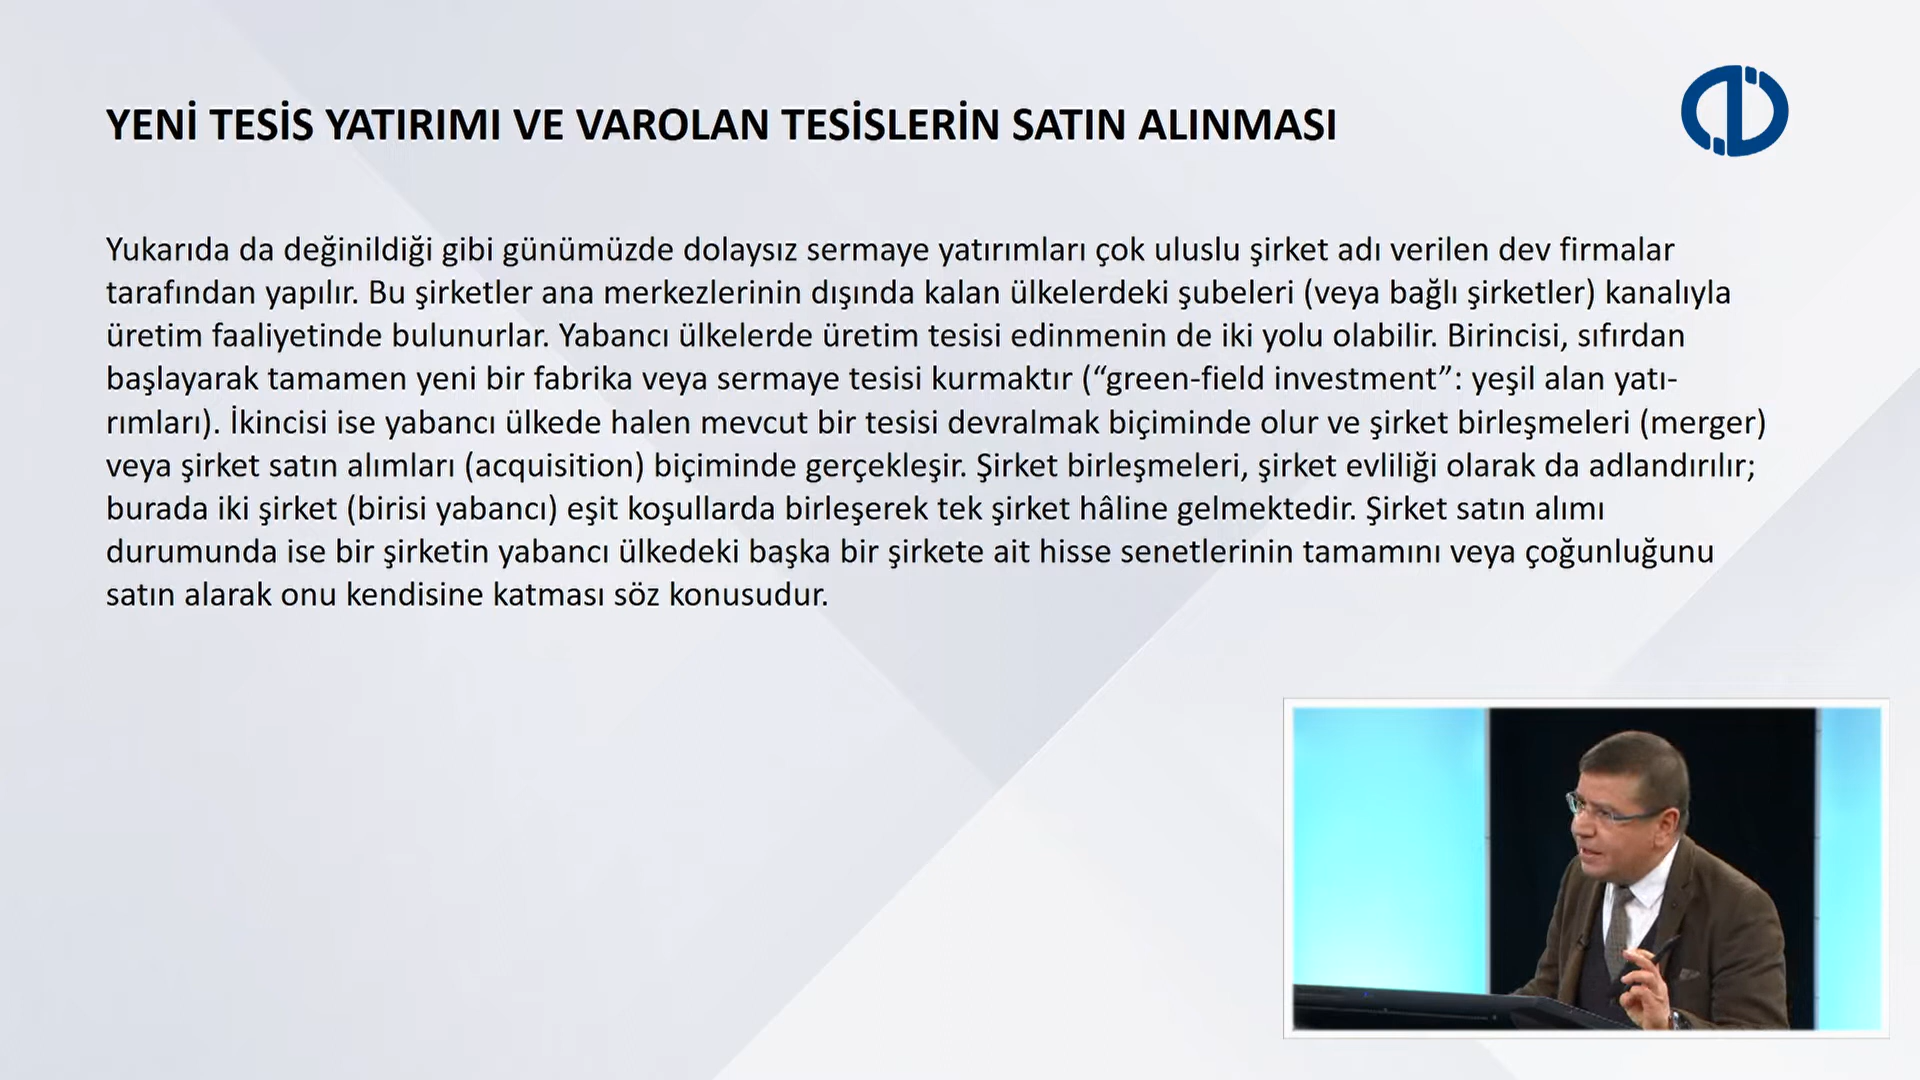 YENİ TESİS YATIRIMI VE VAROLAN TESİSLERİN SATIN ALINMASI
Yukarıda da değinildiği gibi günümüzde dolaysız sermaye yatırımları çok uluslu şirket adı verilen dev firmalar
tarafından yapılır. Bu şirketler ana merkezlerinin dışında kalan ülkelerdeki şubeleri (veya bağlı şirketler) kanalıyla
üretim faaliyetinde bulunurlar. Yabancı ülkelerde üretim tesisi edinmenin de iki yolu olabilir. Birincisi, sıfırdan
başlayarak tamamen yeni bir fabrika veya sermaye tesisi kurmaktır (“green-field investment”: yeşil alan yatı-
rımları). İkincisi ise yabancı ülkede halen mevcut bir tesisi devralmak biçiminde olur ve şirket birleşmeleri (merger)
veya şirket satın alımları (acquisition) biçiminde gerçekleşir. Şirket birleşmeleri, şirket evliliği olarak da adlandırılır;
burada iki şirket (birisi yabancı) eşit koşullarda birleşerek tek şirket hâline gelmektedir. Şirket satın alımı
durumunda ise bir şirketin yabancı ülkedeki başka bir şirkete ait hisse senetlerinin tamamını veya çoğunluğunu
satın alarak onu kendisine katması söz konusudur.